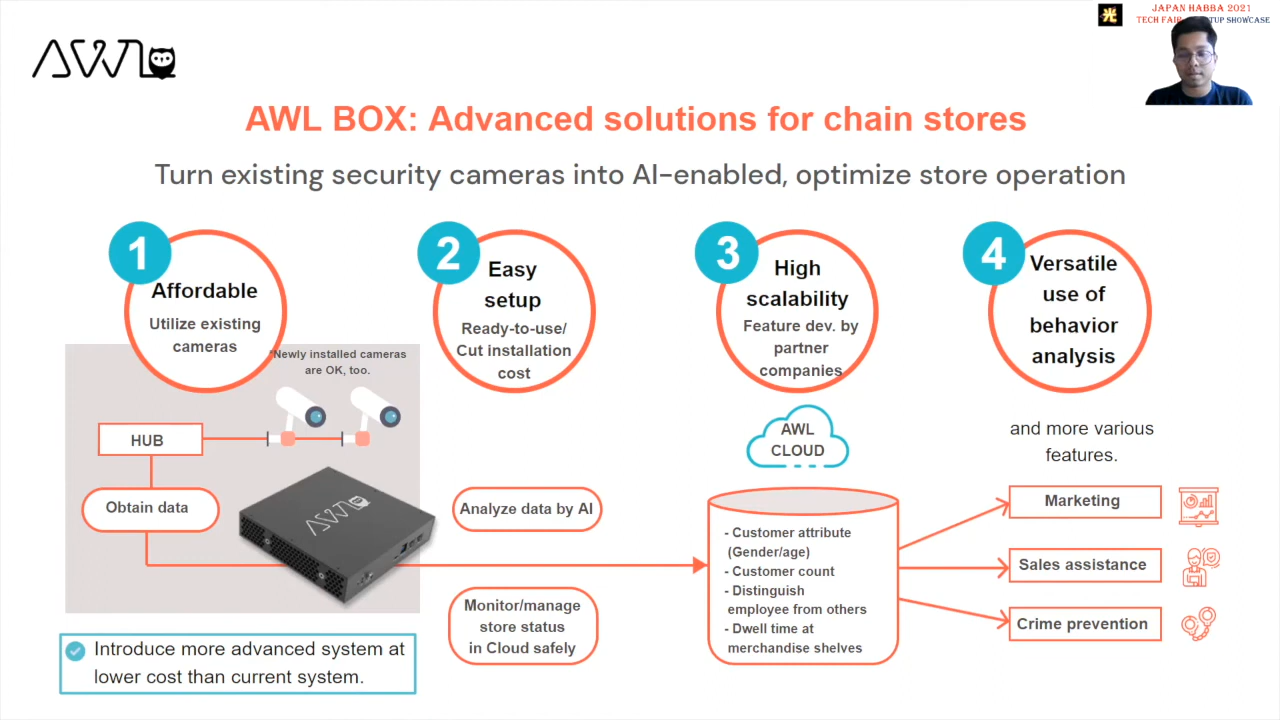 光
JAPAN HABBA 2021
TECH FAIR
UP SHOWCASE
AWL
AWL BOX: Advanced solutions for chain stores
Turn existing security cameras into AI-enabled, optimize store operation
1
Affordable
Utilize existing
cameras
2
Easy
setup
Ready-to-use/
Cut installation
cost
3
High
scalability
Feature dev. by
partner
companies
4
Versatile
use of
behavior
analysis
*Newly installed cameras
are OK, too.
HUB
Obtain data
AWL
Analyze data by AI
Monitor/manage
store status
in Cloud safely
AWL
CLOUD
- Customer attribute
(Gender/age)
- Customer count
- Distinguish
employee from others
- Dwell time at
merchandise shelves
and more various
features.
Marketing
Sales assistance
Crime prevention
Introduce more advanced system at
lower cost than current system.